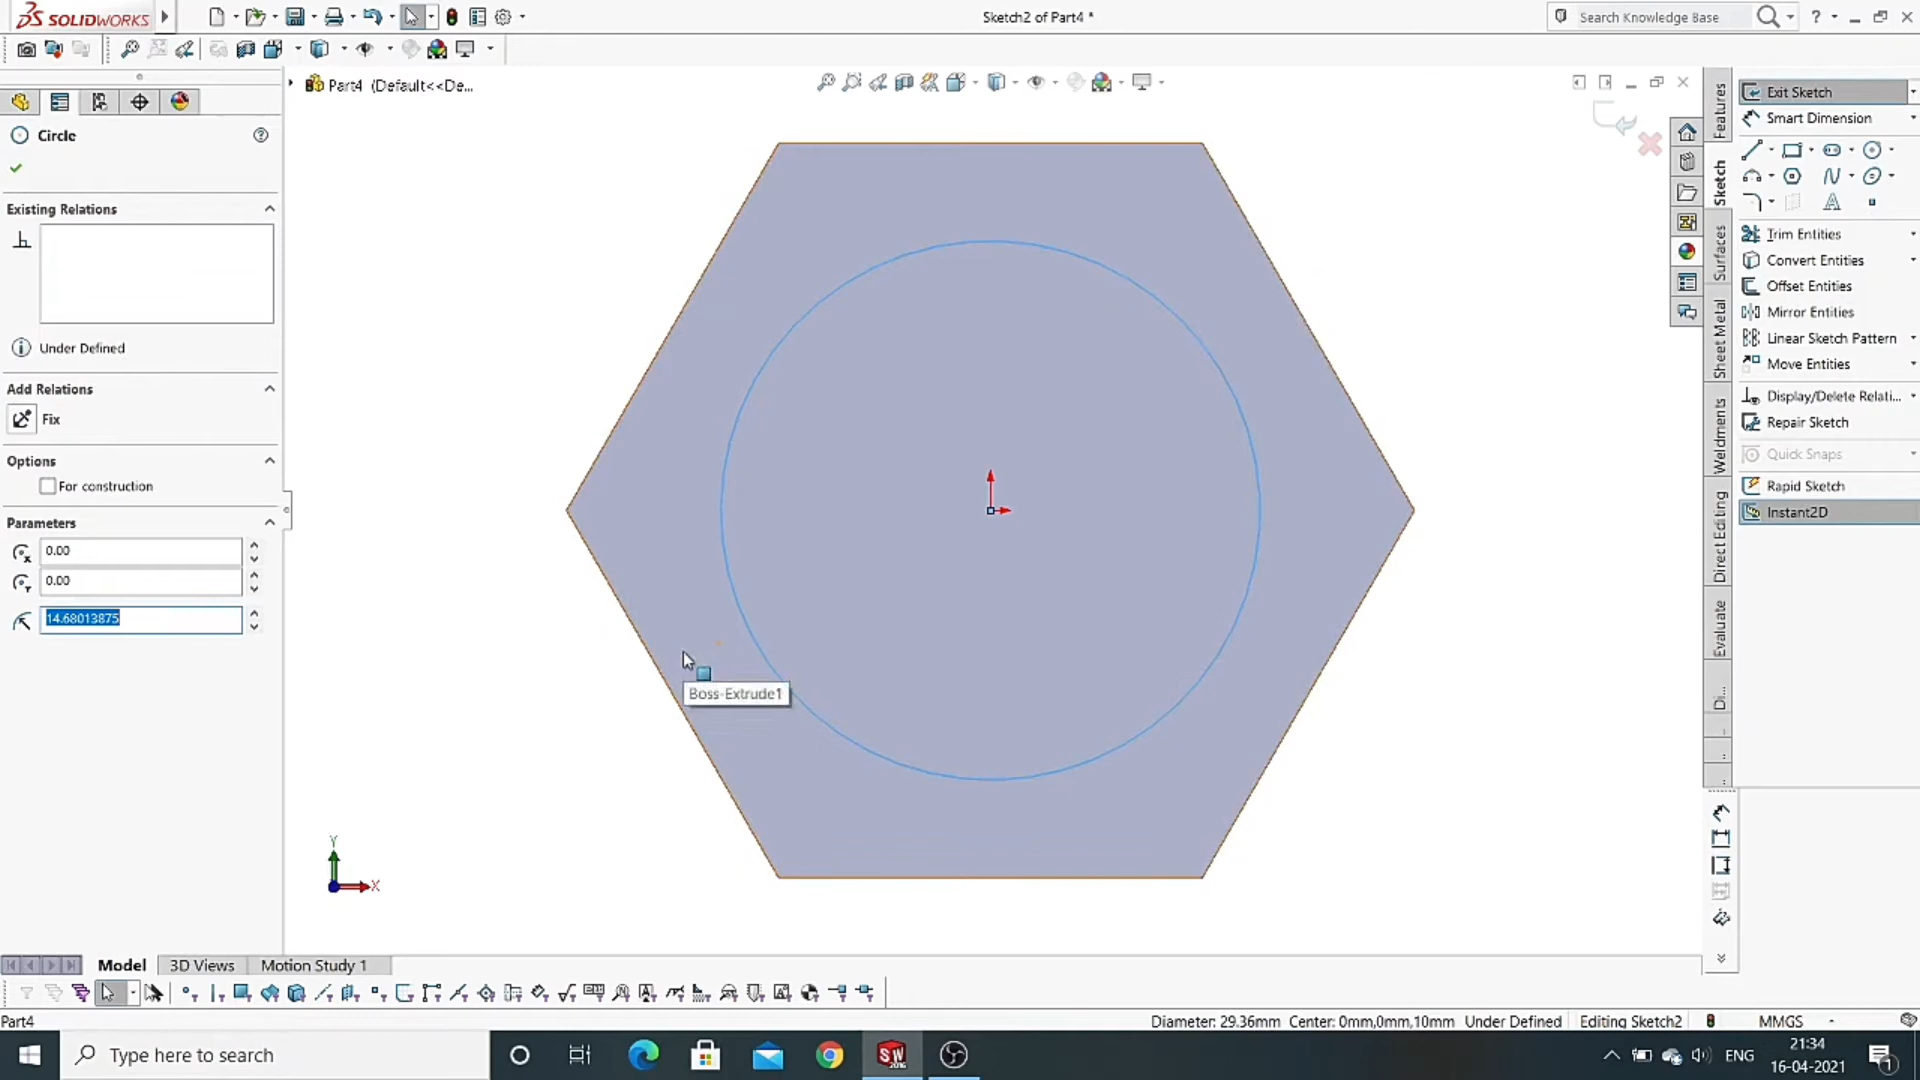 SOLIDWORKS
Sketch2 of Part4 *
Search Knowledge Base
?
Part4 (Default<<De...
Circle
Existing Relations
Under Defined
Add Relations
Fix
Options
For construction
Parameters
0.00
0.00
14.68013875
Boss-Extrude1
Y
X
Features
Sketch
Surfaces
Sheet Metal
Weldments
Direct Editing
Evaluate
Di...
Exit Sketch
Smart Dimension
Trim Entities
Convert Entities
Offset Entities
Mirror Entities
Linear Sketch Pattern
Move Entities
Display/Delete Relati...
Repair Sketch
Quick Snaps
Rapid Sketch
Instant2D
Model
3D Views
Motion Study 1
Part4
Diameter: 29.36mm Center: 0mm,0mm,10mm Under Defined
Editing Sketch2
MMGS
Type here to search
SW
2016
ENG
21:34
16-04-2021
1